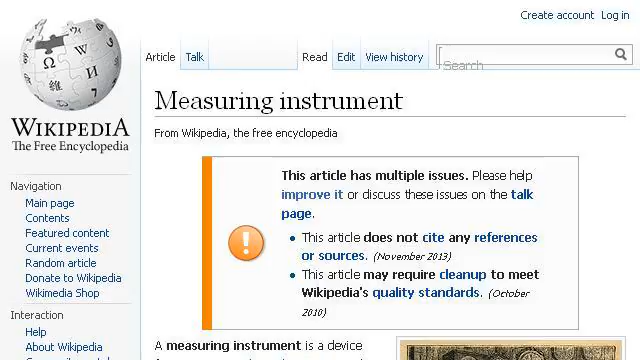 Create account Log in
Article Talk Read Edit View history Search
Measuring instrument
From Wikipedia, the free encyclopedia
WIKIPEDIA
The Free Encyclopedia
Navigation
Main page
Contents
Featured content
Current events
Random article
Donate to Wikipedia
Wikimedia Shop
Interaction
Help
About Wikipedia
This article has multiple issues. Please help
improve it or discuss these issues on the talk
page.
• This article does not cite any references
or sources. (November 2013)
• This article may require cleanup to meet
Wikipedia's quality standards. (October
2010)
A measuring instrument is a device